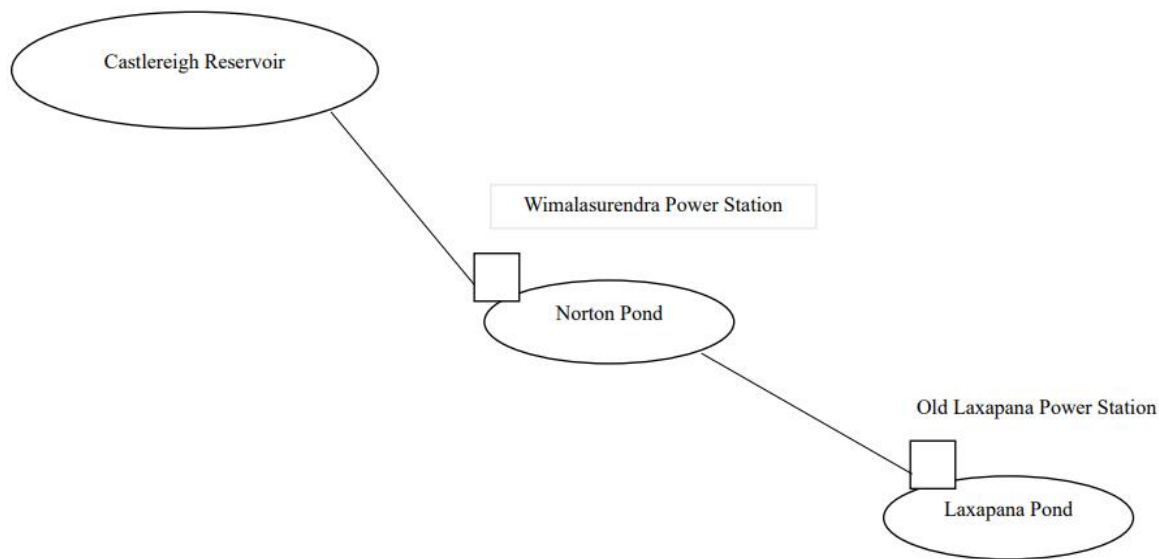 Castlereigh Reservoir
Wimalasurendra Power Station
Norton Pond
Old Laxapana Power Station
Laxapana Pond